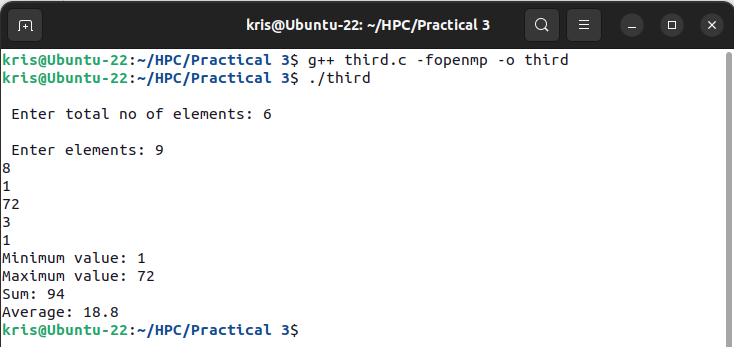 kris@Ubuntu-22: ~/HPC/Practical 3
kris@Ubuntu-22:~/HPC/Practical 3$ g++ third.c -fopenmp -o third
kris@Ubuntu-22:~/HPC/Practical 3$ ./third
Enter total no of elements: 6
Enter elements: 9
8
1
72
3
1
Minimum value: 1
Maximum value: 72
Sum: 94
Average: 18.8
kris@Ubuntu-22:~/HPC/Practical 3$